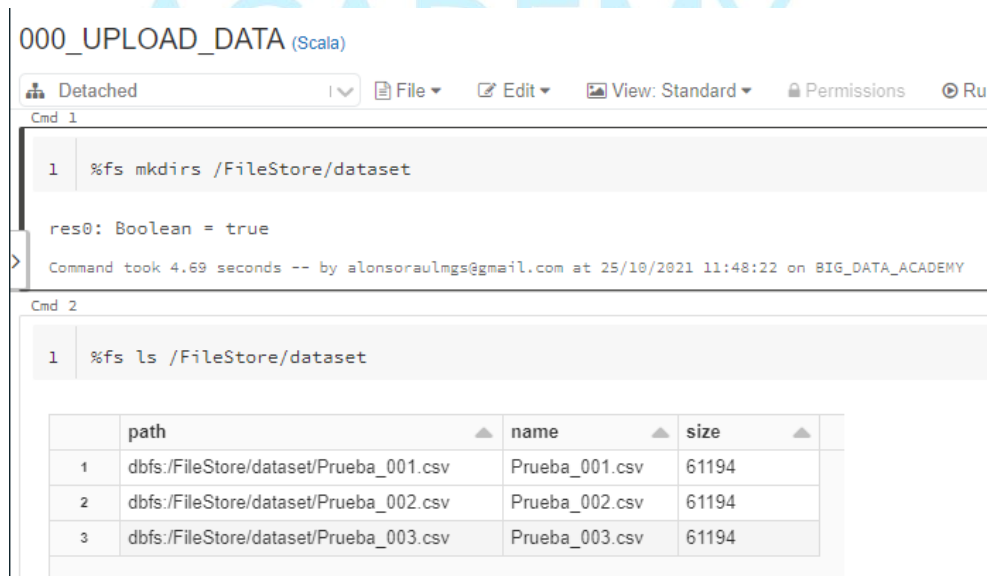 ACADEMY
000_UPLOAD_DATA (Scala)
Detached File Edit View: Standard Permissions Ru
Cmd 1
1 %fs mkdirs /FileStore/dataset
res0: Boolean = true
Command took 4.69 seconds -- by alonsoraulmgs@gmail.com at 25/10/2021 11:48:22 on BIG_DATA_ACADEMY
Cmd 2
1 %fs ls /FileStore/dataset
path name size
1 dbfs:/FileStore/dataset/Prueba_001.csv Prueba_001.csv 61194
2 dbfs:/FileStore/dataset/Prueba_002.csv Prueba_002.csv 61194
3 dbfs:/FileStore/dataset/Prueba_003.csv Prueba_003.csv 61194